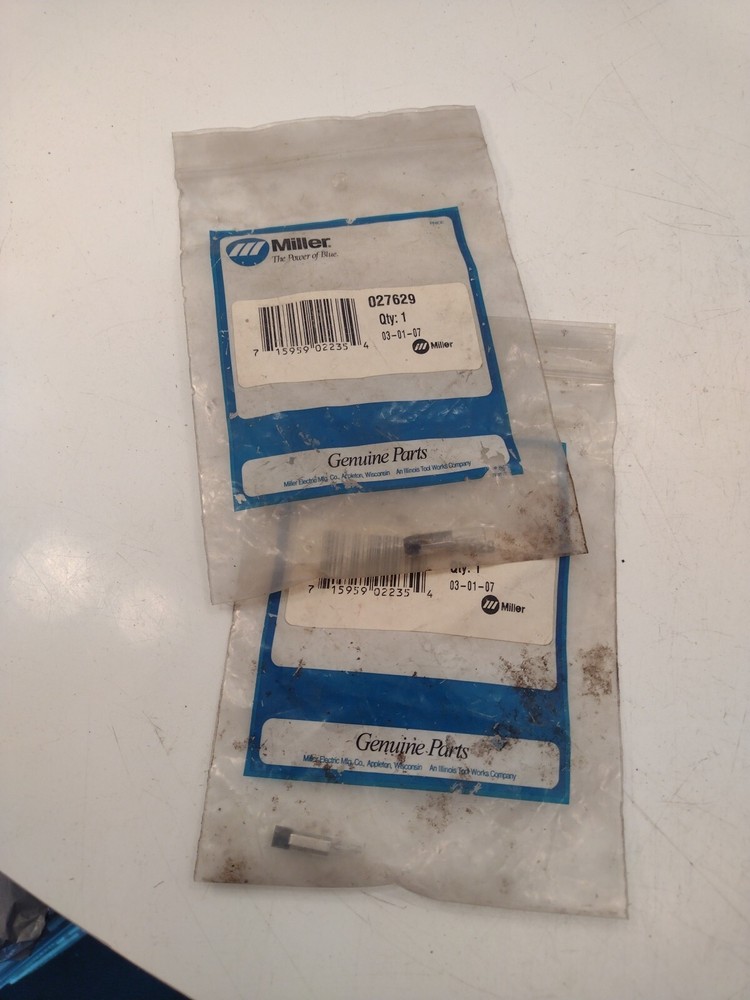 Miller®
The Power of Blue.
027629
Qty: 1
03-01-07
Miller
7 15959 02235 4
Genuine Parts
Miller Electric Mfg. Co., Appleton, Wisconsin An Illinois Tool Works Company
Qty: 1
03-01-07
Miller
7 15959 02235 4
Genuine Parts
Miller Electric Mfg. Co., Appleton, Wisconsin An Illinois Tool Works Company